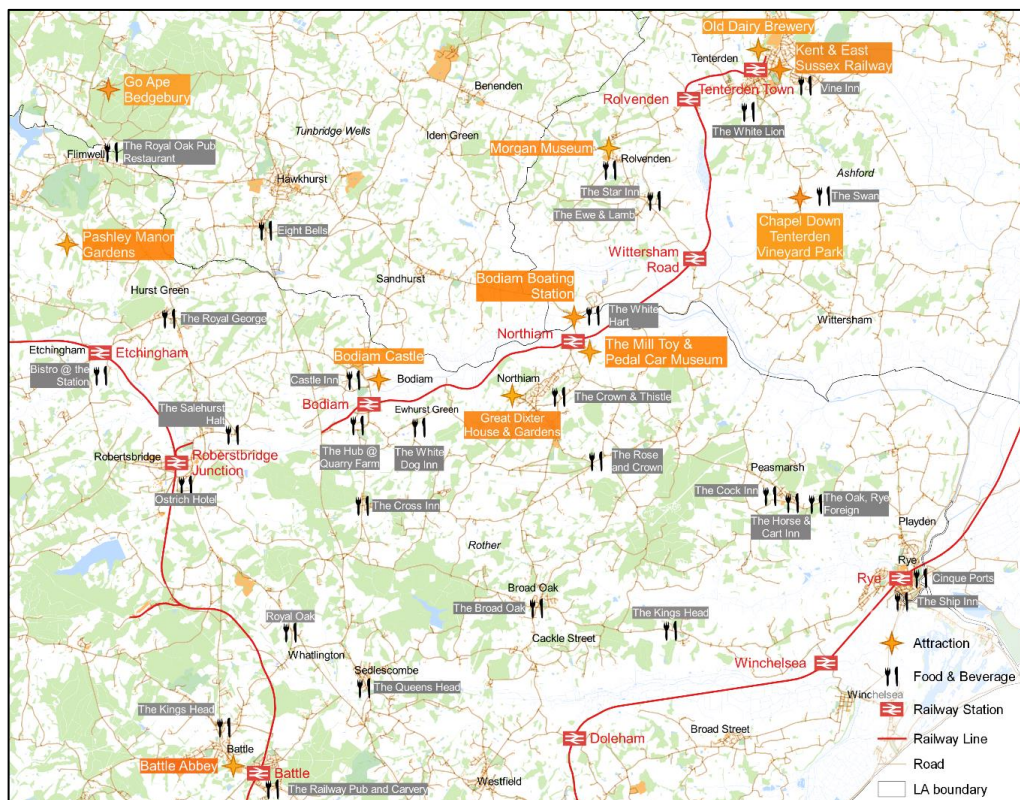 Old Dairy Brewery
Tenterden
Kent & East
Sussex Railway
Go Ape
Bedgebury
Benenden
Rolvenden
Tenterden Town
Vine Inn
The White Lion
Tunbridge Wells
Iden Green
Morgan Museum
Rolvenden
The Royal Oak Pub
Restaurant
Flimwell
Hawkhurst
The Star Inn
The Ewe & Lamb
Ashford
The Swan
Chapel Down
Tenterden
Vineyard Park
Eight Bells
Pashley Manor
Gardens
Wittersham
Road
Sandhurst
Bodiam Boating
Station
Hurst Green
The Royal George
The White
Hart
Wittersham
Northiam
The Mill Toy &
Pedal Car Museum
Etchingham
Etchingham
Bistro @ the
Station
Bodiam Castle
Castle Inn
Bodiam
Northiam
Bodiam
Ewhurst Green
The Crown & Thistle
Great Dixter
House & Gardens
The Salehurst
Halt
The Hub @
Quarry Farm
The White
Dog Inn
Robertsbridge
Roberstbridge
Junction
Ostrich Hotel
The Rose
and Crown
Peasmarsh
The Cock Inn
The Oak, Rye
Foreign
The Horse &
Cart Inn
The Cross Inn
Playden
Rother
Rye
Rye
Cinque Ports
The Ship Inn
Broad Oak
The Broad Oak
The Kings Head
Cackle Street
Royal Oak
Whatlington
Sedlescombe
The Queens Head
Winchelsea
Winchelsea
The Kings Head
Battle
Battle Abbey
Battle
The Railway Pub and Carvery
Doleham
Broad Street
Westfield
Attraction
Food & Beverage
Railway Station
Railway Line
Road
LA boundary